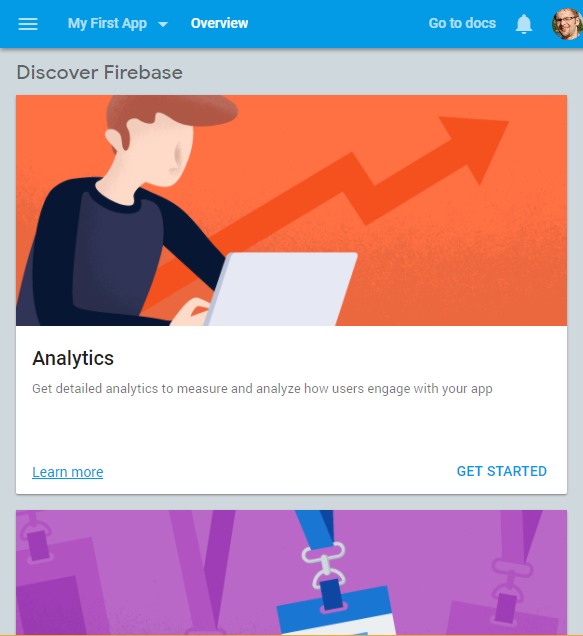 My First App Overview Go to docs
Discover Firebase
Analytics
Get detailed analytics to measure and analyze how users engage with your app
Learn more GET STARTED